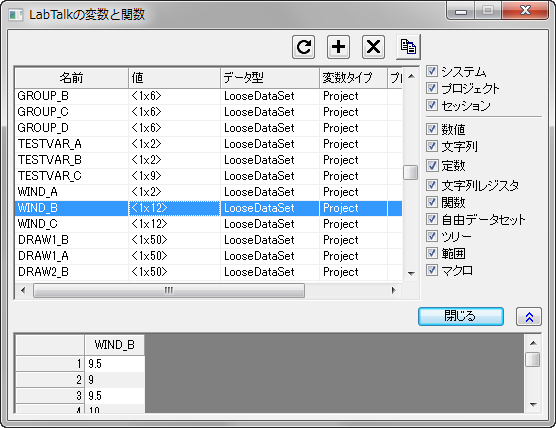 LabTalkの変数と関数
名前 値 データ型 変数タイプ プロ
GROUP_B <1x6> LooseDataSet Project
GROUP_C <1x6> LooseDataSet Project
GROUP_D <1x6> LooseDataSet Project
TESTVAR_A <1x2> LooseDataSet Project
TESTVAR_B <1x2> LooseDataSet Project
TESTVAR_C <1x9> LooseDataSet Project
WIND_A <1x2> LooseDataSet Project
WIND_B <1x12> LooseDataSet Project
WIND_C <1x12> LooseDataSet Project
DRAW1_B <1x50> LooseDataSet Project
DRAW1_A <1x50> LooseDataSet Project
DRAW2_B <1x50> LooseDataSet Project
システム
プロジェクト
セッション
数値
文字列
定数
文字列レジスタ
関数
自由データセット
ツリー
範囲
マクロ
閉じる
WIND_B
1 9.5
2 9
3 9.5
4 10